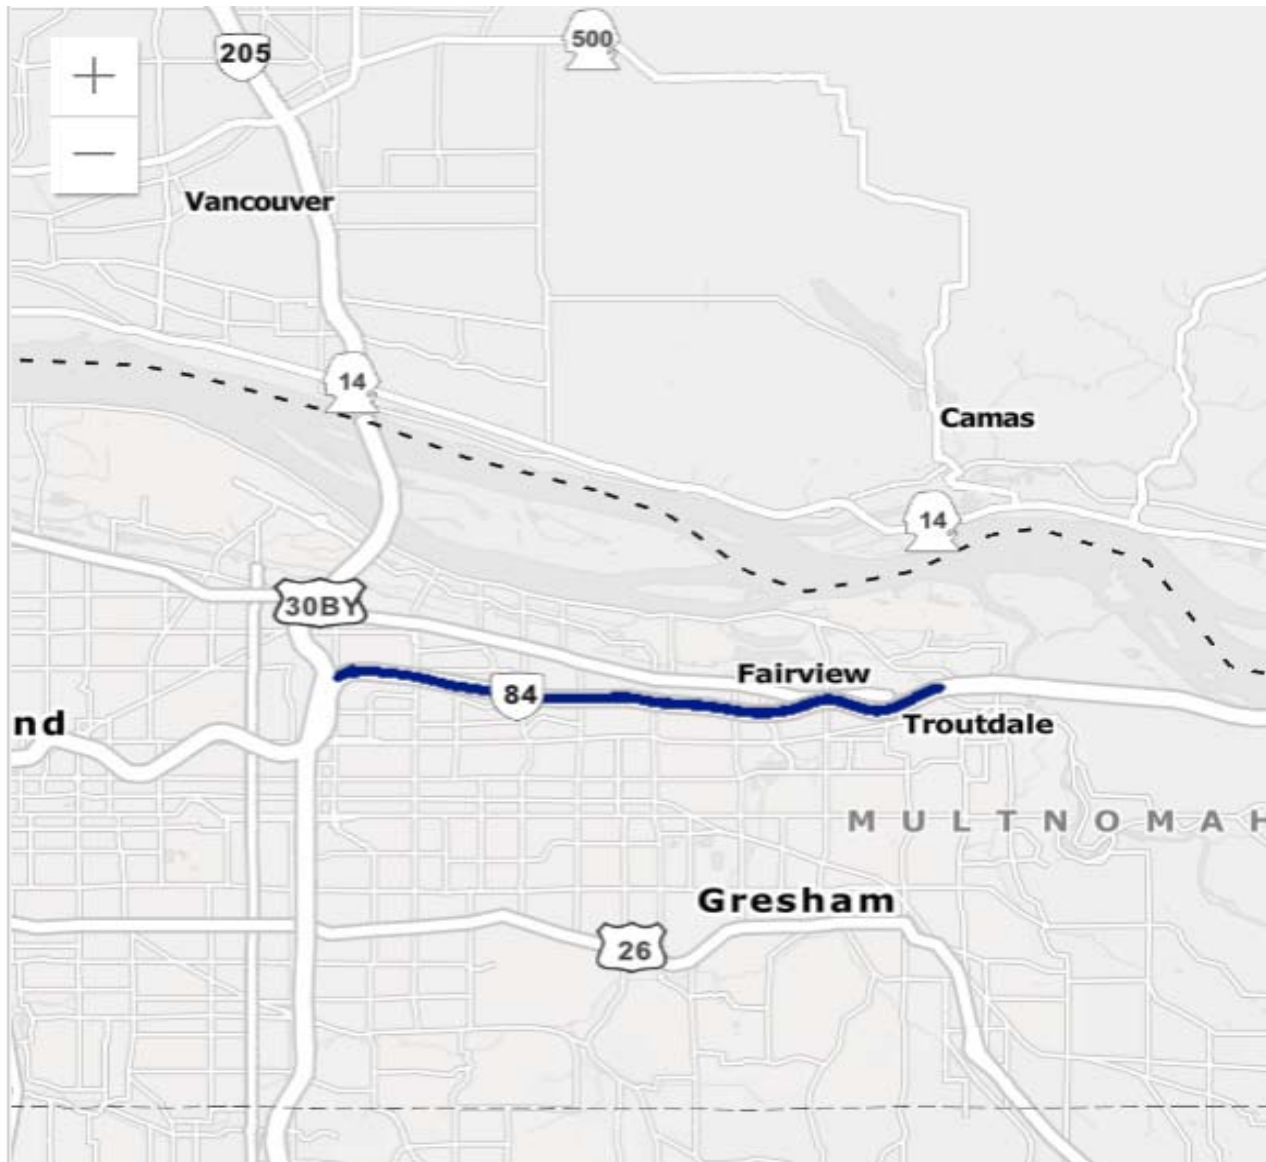 500
205
Vancouver
14
Camas
14
30BY
Fairview
84
nd
Troutdale
MULTNOMAH
Gresham
26